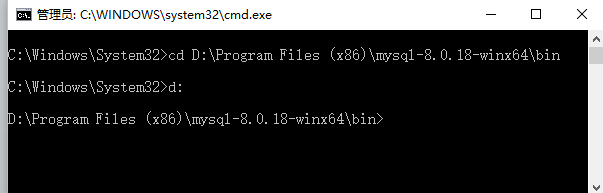 管理员: C:\WINDOWS\system32\cmd.exe
C:\Windows\System32>cd D:\Program Files (x86)\mysql-8.0.18-winx64\bin
C:\Windows\System32>d:
D:\Program Files (x86)\mysql-8.0.18-winx64\bin>